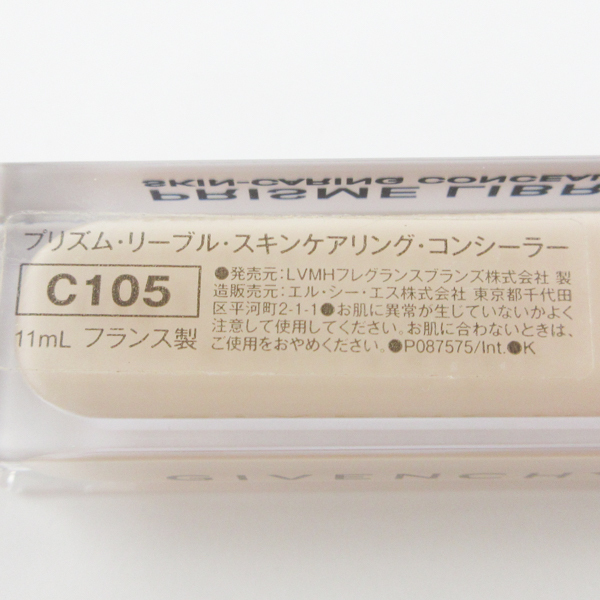 SKIN-CARING CONCEAL
PRISME LIBR
プリズム・リーブル・スキンケアリング・コンシーラー
C105
11mL フランス製
●発売元:LVMHフレグランスブランズ株式会社 製
造販売元:エル・シー・エス株式会社 東京都千代田
区平河町2-1-1●お肌に異常が生していないかよく
注意して使用してください。お肌に合わないときは、
ご使用をおやめください。●P087575/Int.●K
GIVENCHY